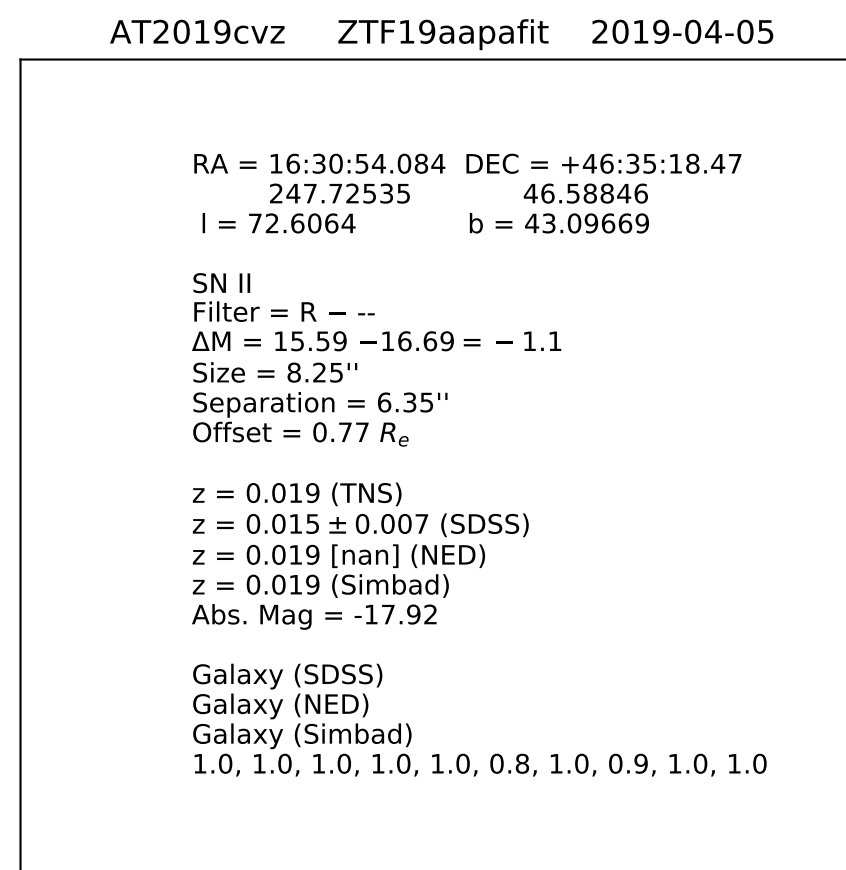 AT2019cvz ZTF19aapafit 2019-04-05
RA = 16:30:54.084 DEC = +46:35:18.47
247.72535 46.58846
l = 72.6064 b = 43.09669
SN II
Filter = R − --
ΔM = 15.59 −16.69 = − 1.1
Size = 8.25''
Separation = 6.35''
Offset = 0.77 Rₑ
z = 0.019 (TNS)
z = 0.015 ± 0.007 (SDSS)
z = 0.019 [nan] (NED)
z = 0.019 (Simbad)
Abs. Mag = -17.92
Galaxy (SDSS)
Galaxy (NED)
Galaxy (Simbad)
1.0, 1.0, 1.0, 1.0, 1.0, 0.8, 1.0, 0.9, 1.0, 1.0